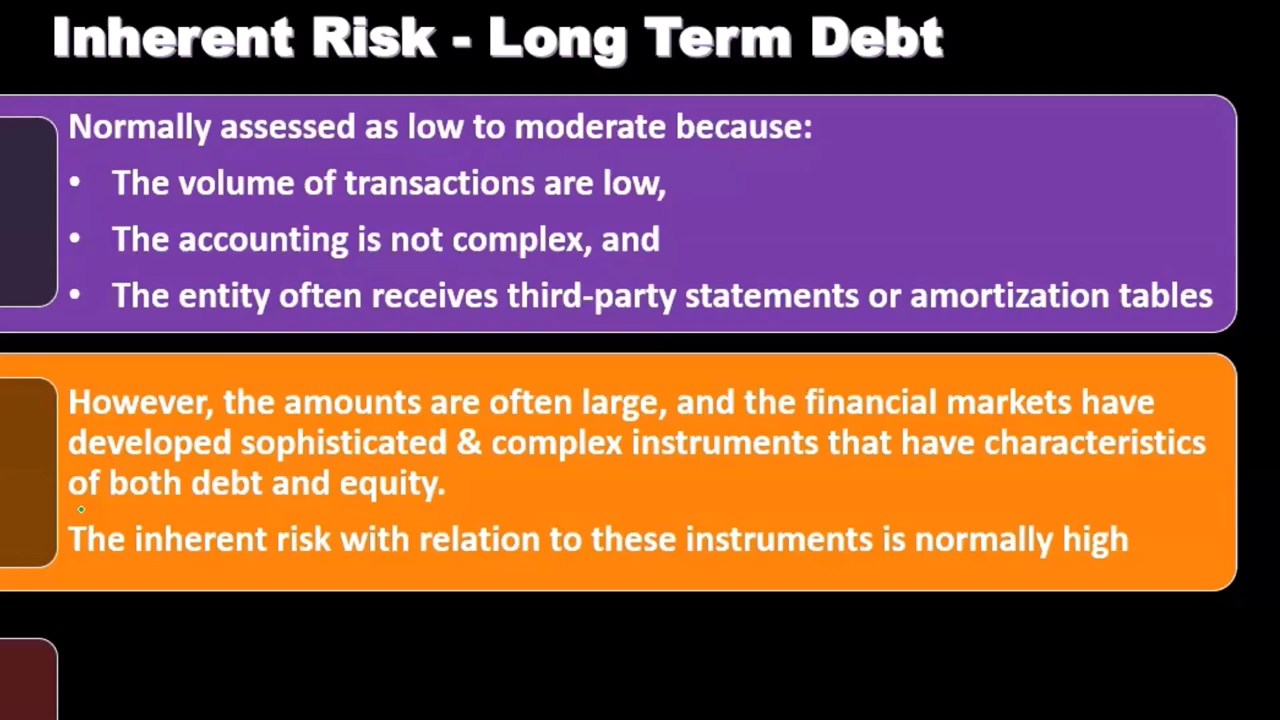 Inherent Risk - Long Term Debt
Normally assessed as low to moderate because:
• The volume of transactions are low,
• The accounting is not complex, and
• The entity often receives third-party statements or amortization tables
However, the amounts are often large, and the financial markets have
developed sophisticated & complex instruments that have characteristics
of both debt and equity.
The inherent risk with relation to these instruments is normally high